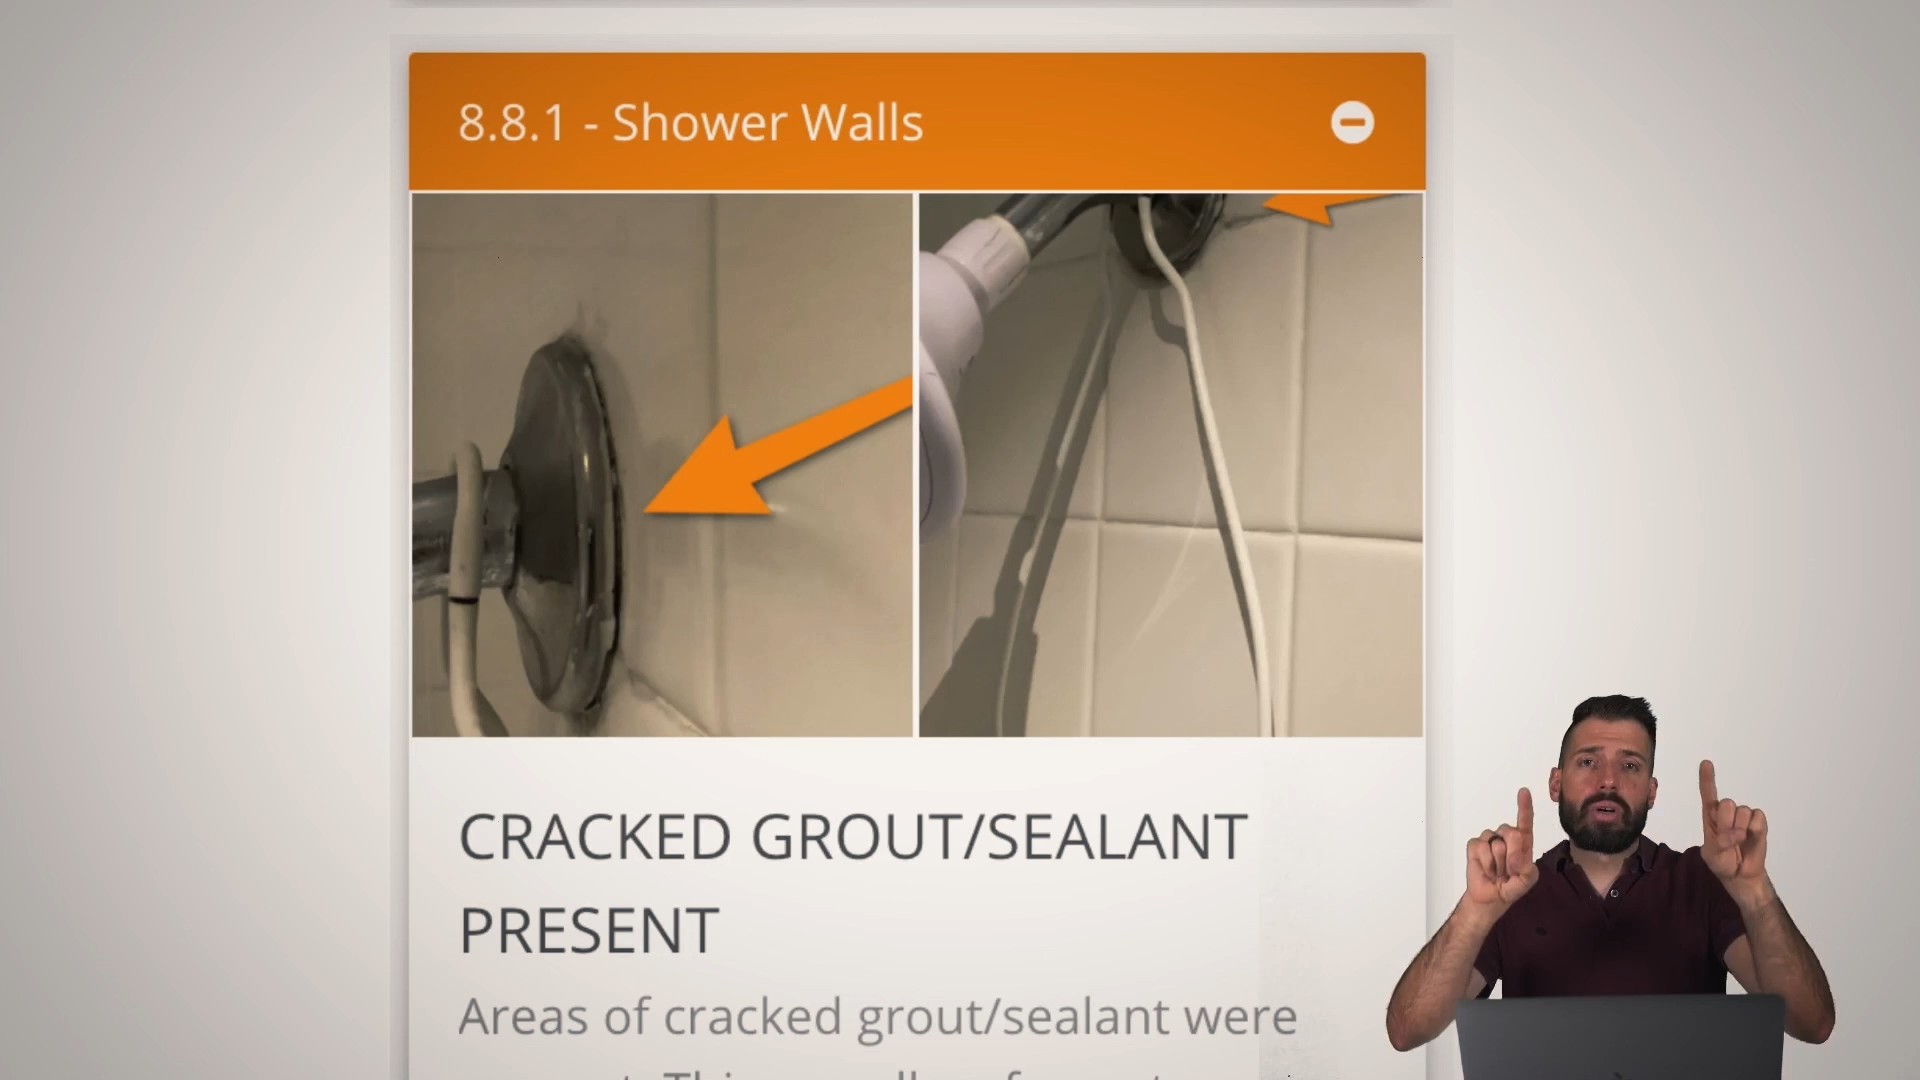 8.8.1 - Shower Walls
CRACKED GROUT/SEALANT
PRESENT
Areas of cracked grout/sealant were